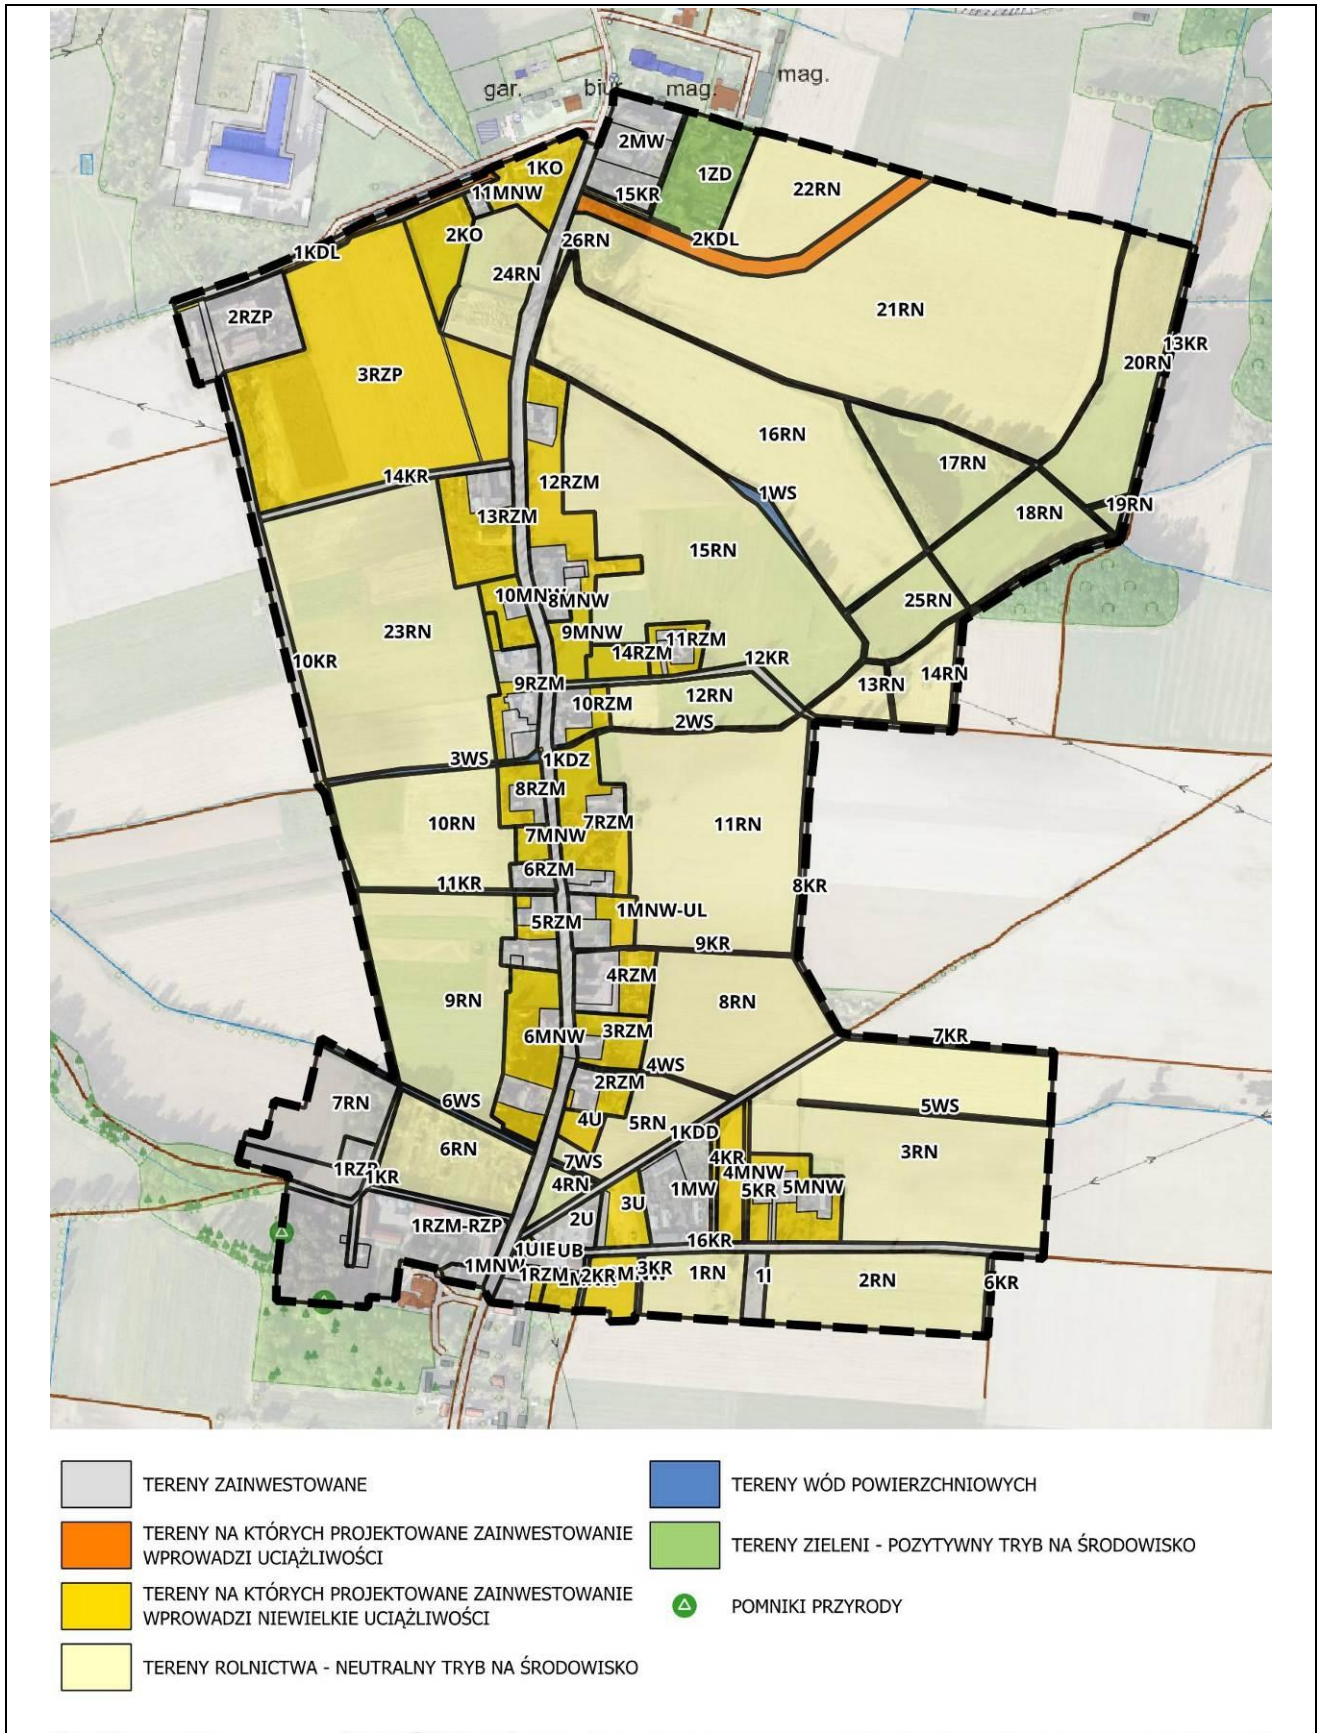 gar.
biur.
mag.
mag.
2MW
1KO
1ZD
22RN
11MNW
15KR
2KO
26RN
2KDL
1KDL
24RN
21RN
2RZP
13KR
20RN
3RZP
16RN
17RN
14KR
12RZM
1WS
19RN
13RZM
18RN
15RN
10MNW
8MNW
25RN
23RN
9MNW
11RZM
14RZM
10KR
12KR
14RN
9RZM
13RN
10RZM
12RN
2WS
3WS
1KDZ
8RZM
10RN
7RZM
11RN
7MNW
6RZM
11KR
8KR
1MNW-UL
5RZM
9KR
4RZM
9RN
8RN
6MNW
3RZM
7KR
4WS
2RZM
7RN
6WS
5WS
4U
5RN
1KDD
6RN
3RN
7WS
4KR
1RZP
4MNW
1KR
4RN
1MW
5KR
5MNW
3U
1RZM-RZP
2U
16KR
1UIE
UB
1MNW
3KR
1RZM
2KR
1RN
1I
2RN
6KR
TERENY ZAINWESTOWANE
TERENY NA KTÓRYCH PROJEKTOWANE ZAINWESTOWANIE
WPROWADZI UCIĄŻLIWOŚCI
TERENY NA KTÓRYCH PROJEKTOWANE ZAINWESTOWANIE
WPROWADZI NIEWIELKIE UCIĄŻLIWOŚCI
TERENY ROLNICTWA - NEUTRALNY TRYB NA ŚRODOWISKO
TERENY WÓD POWIERZCHNIOWYCH
TERENY ZIELENI - POZYTYWNY TRYB NA ŚRODOWISKO
POMNIKI PRZYRODY